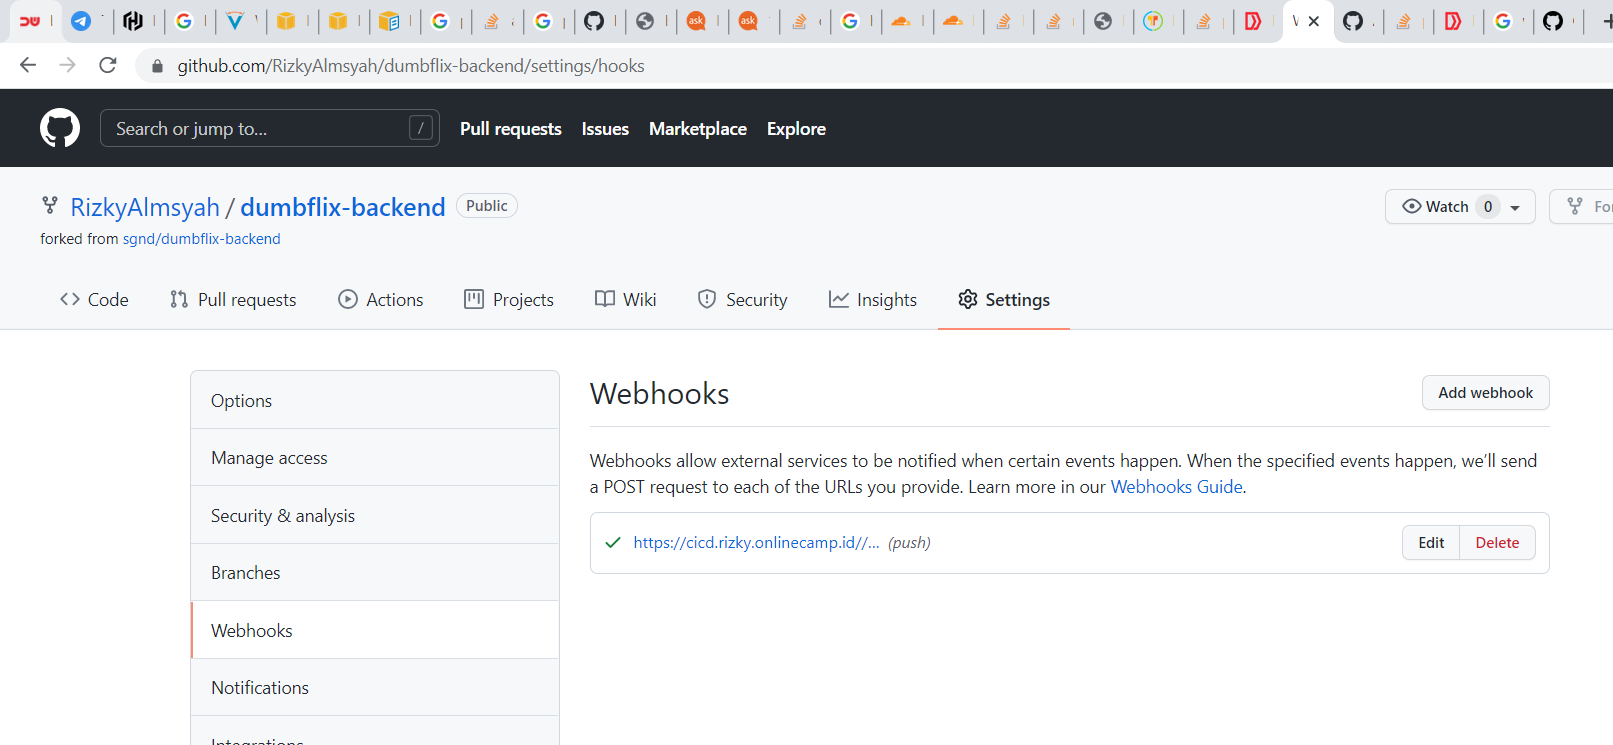 github.com/RizkyAlmsyah/dumbflix-backend/settings/hooks
Search or jump to... /
Pull requests Issues Marketplace Explore
RizkyAlmsyah / dumbflix-backend Public
Watch 0
forked from sgnd/dumbflix-backend
Code Pull requests Actions Projects Wiki Security Insights Settings
Options
Manage access
Security & analysis
Branches
Webhooks
Notifications
Integrations
Webhooks
Add webhook
Webhooks allow external services to be notified when certain events happen. When the specified events happen, we'll send
a POST request to each of the URLs you provide. Learn more in our Webhooks Guide.
https://cicd.rizky.onlinecamp.id//... (push)
Edit Delete